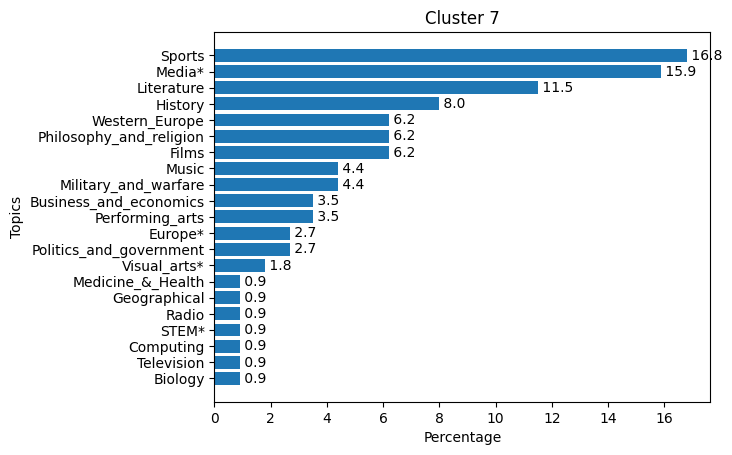 Cluster 7
Topics
Sports 16.8
Media* 15.9
Literature 11.5
History 8.0
Western_Europe 6.2
Philosophy_and_religion 6.2
Films 6.2
Music 4.4
Military_and_warfare 4.4
Business_and_economics 3.5
Performing_arts 3.5
Europe* 2.7
Politics_and_government 2.7
Visual_arts* 1.8
Medicine_&_Health 0.9
Geographical 0.9
Radio 0.9
STEM* 0.9
Computing 0.9
Television 0.9
Biology 0.9
0 2 4 6 8 10 12 14 16
Percentage